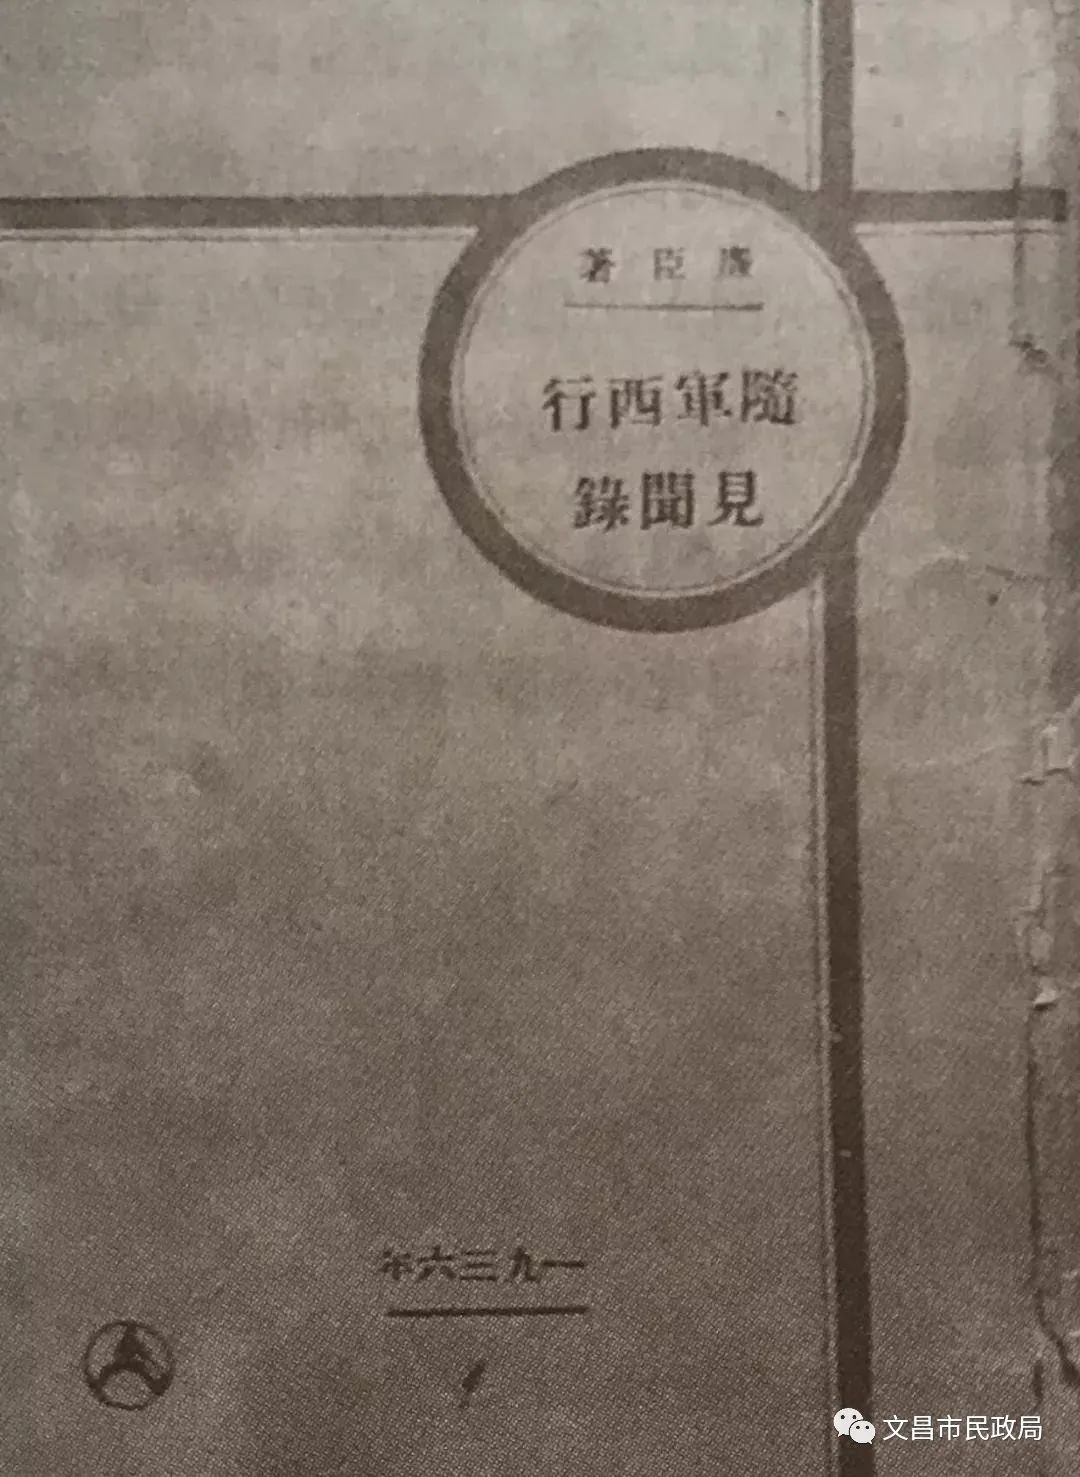 廉臣著
隨軍西行
見聞錄
一九三六年
文昌市民政局